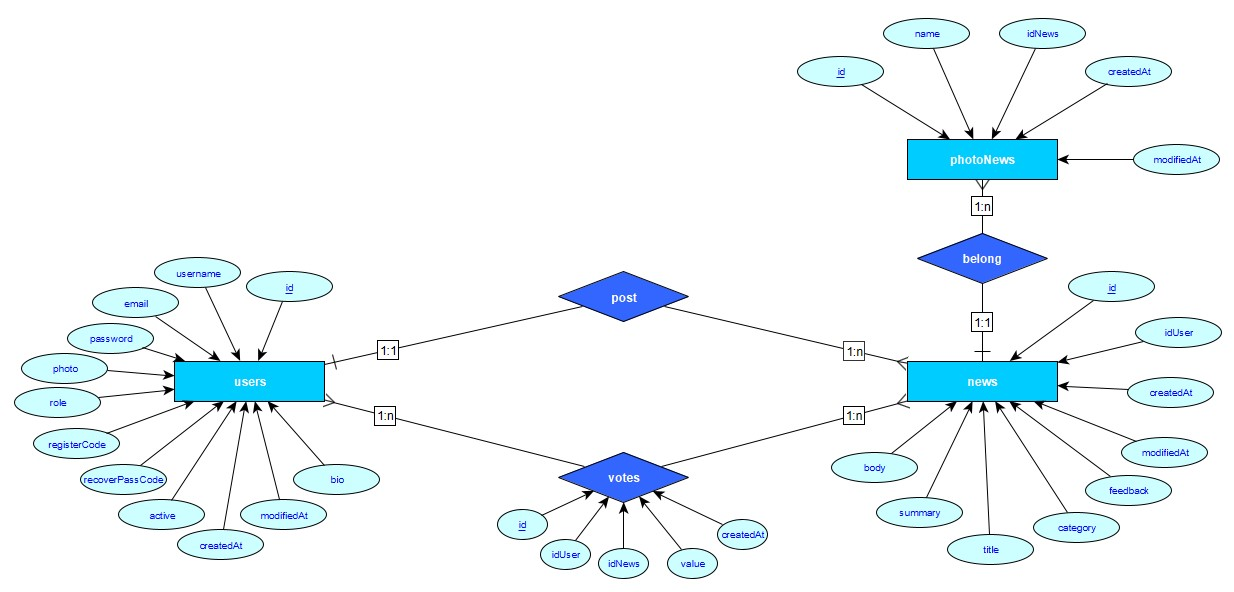 name
idNews
id
createdAt
photoNews
modifiedAt
1:n
belong
1:1
username
id
email
password
photo
role
registerCode
recoverPassCode
active
createdAt
modifiedAt
bio
users
1:1
post
1:n
1:n
votes
1:n
id
idUser
idNews
value
createdAt
id
idUser
news
createdAt
modifiedAt
feedback
category
title
summary
body